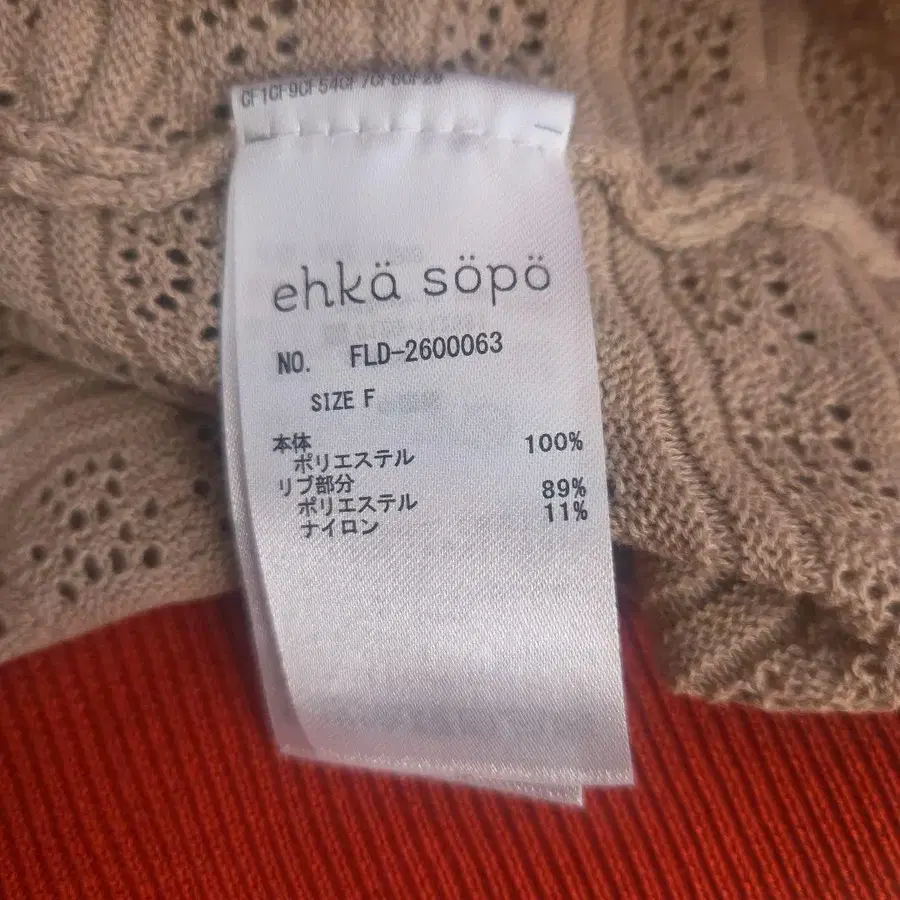 ehkä söpö
NO. FLD-2600063
SIZE F
本体 100%
ポリエステル
リブ部分 89%
ポリエステル 11%
ナイロン